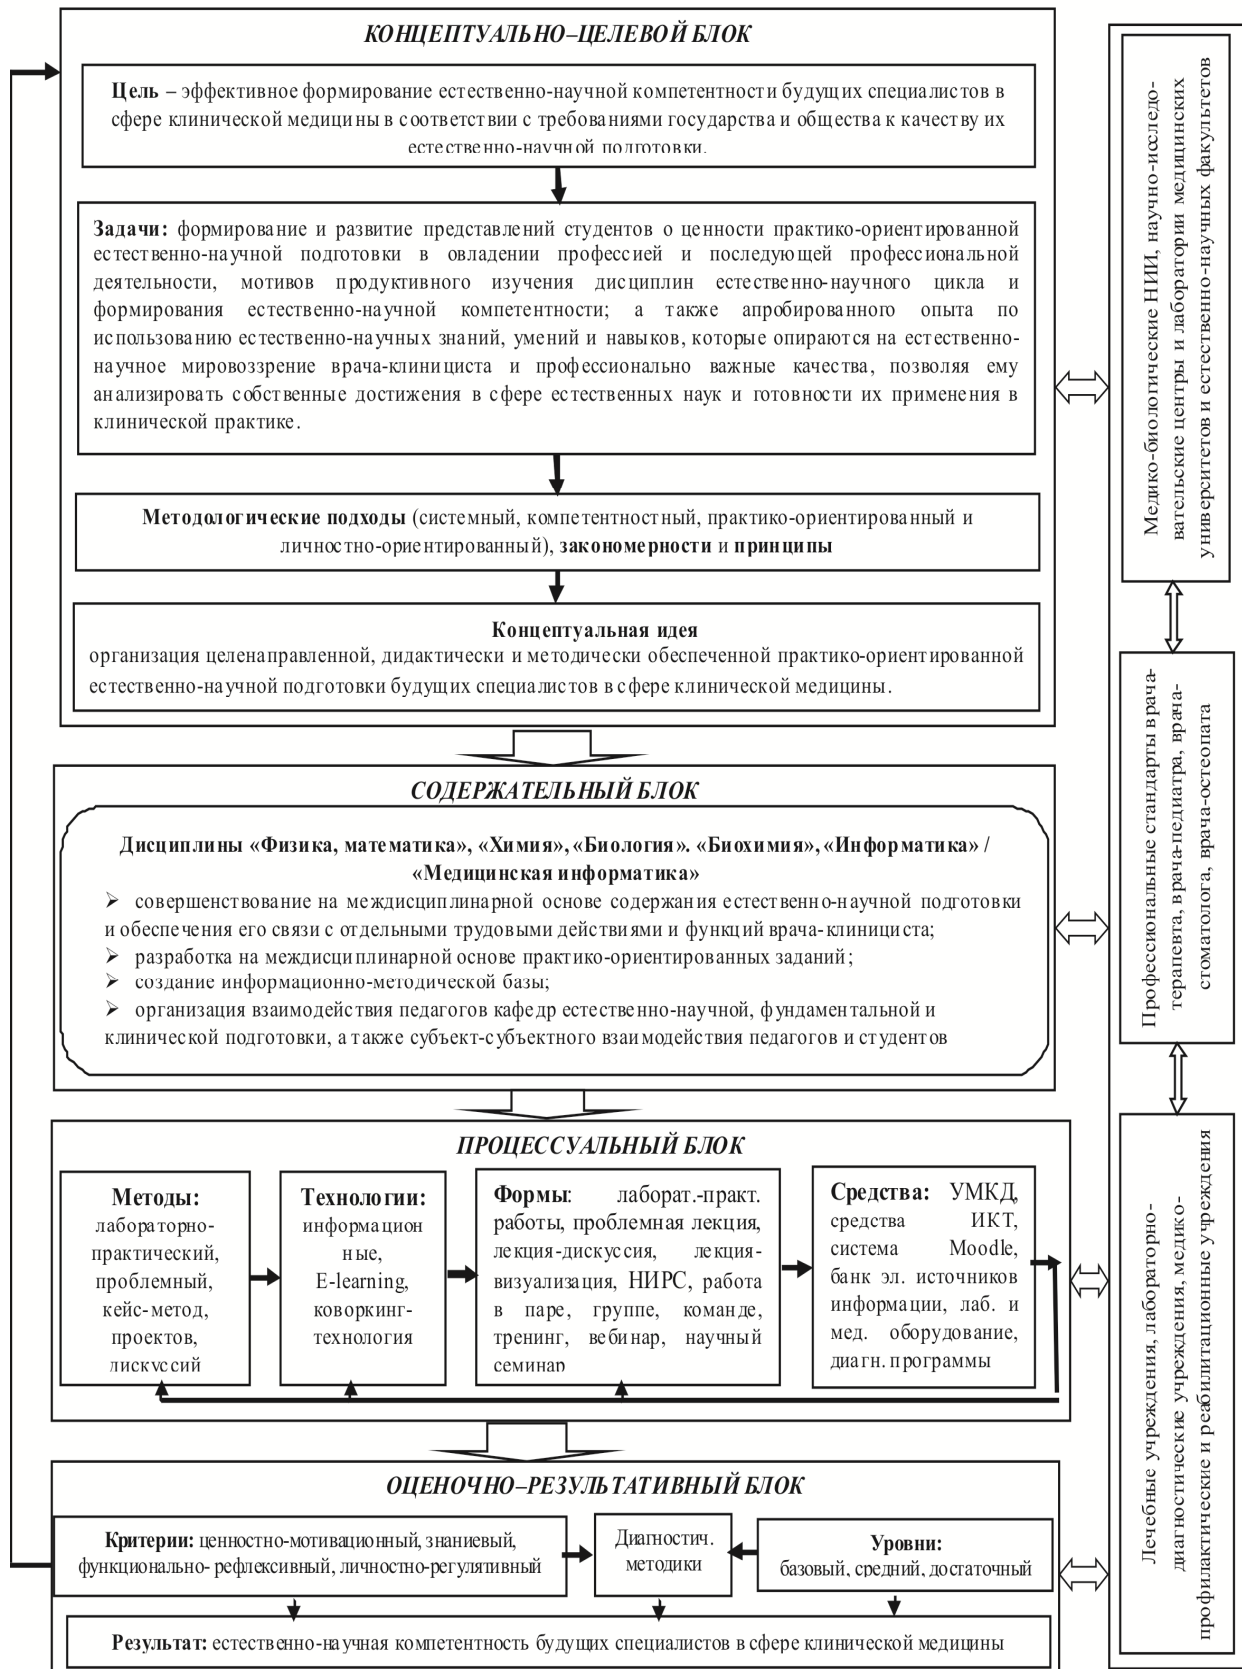 КОНЦЕПТУАЛЬНО–ЦЕЛЕВОЙ БЛОК
Цель – эффективное формирование естественно-научной компетентности будущих специалистов в
сфере клинической медицины в соответствии с требованиями государства и общества к качеству их
естественно-научной подготовки.
Задачи: формирование и развитие представлений студентов о ценности практико-ориентированной
естественно-научной подготовки в овладении профессией и последующей профессиональной
деятельности, мотивов продуктивного изучения дисциплин естественно-научного цикла и
формирования естественно-научной компетентности; а также апробированного опыта по
использованию естественно-научных знаний, умений и навыков, которые опираются на естественно-
научное мировоззрение врача-клинициста и профессионально важные качества, позволяя ему
анализировать собственные достижения в сфере естественных наук и готовности их применения в
клинической практике.
Методологические подходы (системный, компетентностный, практико-ориентированный и
личностно-ориентированный), закономерности и принципы
Концептуальная идея
организация целенаправленной, дидактически и методически обеспеченной практико-ориентированной
естественно-научной подготовки будущих специалистов в сфере клинической медицины.
СОДЕРЖАТЕЛЬНЫЙ БЛОК
Дисциплины «Физика, математика», «Химия», «Биология». «Биохимия», «Информатика» /
«Медицинская информатика»
➢ совершенствование на междисциплинарной основе содержания естественно-научной подготовки
и обеспечения его связи с отдельными трудовыми действиями и функций врача-клинициста;
➢ разработка на междисциплинарной основе практико-ориентированных заданий;
➢ создание информационно-методической базы;
➢ организация взаимодействия педагогов кафедр естественно-научной, фундаментальной и
клинической подготовки, а также субъект-субъектного взаимодействия педагогов и студентов
ПРОЦЕССУАЛЬНЫЙ БЛОК
Методы:
лабораторно-
практический,
проблемный,
кейс-метод,
проектов,
дискуссий
Технологии:
информацион
ные,
E-learning,
коворкинг-
технология
Формы: лаборат.-практ.
работы, проблемная лекция,
лекция-дискуссия, лекция-
визуализация, НИРС, работа
в паре, группе, команде,
тренинг, вебинар, научный
семинар
Средства: УМКД,
средства ИКТ,
система Moodle,
банк эл. источников
информации, лаб. и
мед. оборудование,
диагн. программы
ОЦЕНОЧНО–РЕЗУЛЬТАТИВНЫЙ БЛОК
Критерии: ценностно-мотивационный, знаниевый,
функционально- рефлексивный, личностно-регулятивный
Диагностич.
методики
Уровни:
базовый, средний, достаточный
Результат: естественно-научная компетентность будущих специалистов в сфере клинической медицины
Медико-биологические НИИ, научно-исследо-
вательские центры и лаборатории медицинских
университетов и естественно-научных факультетов
Профессиональные стандарты врача-
терапевта, врача-педиатра, врача-
стоматолога, врача-остеопата
Лечебные учреждения, лабораторно-
диагностические учреждения, медико-
профилактические и реабилитационные учреждения